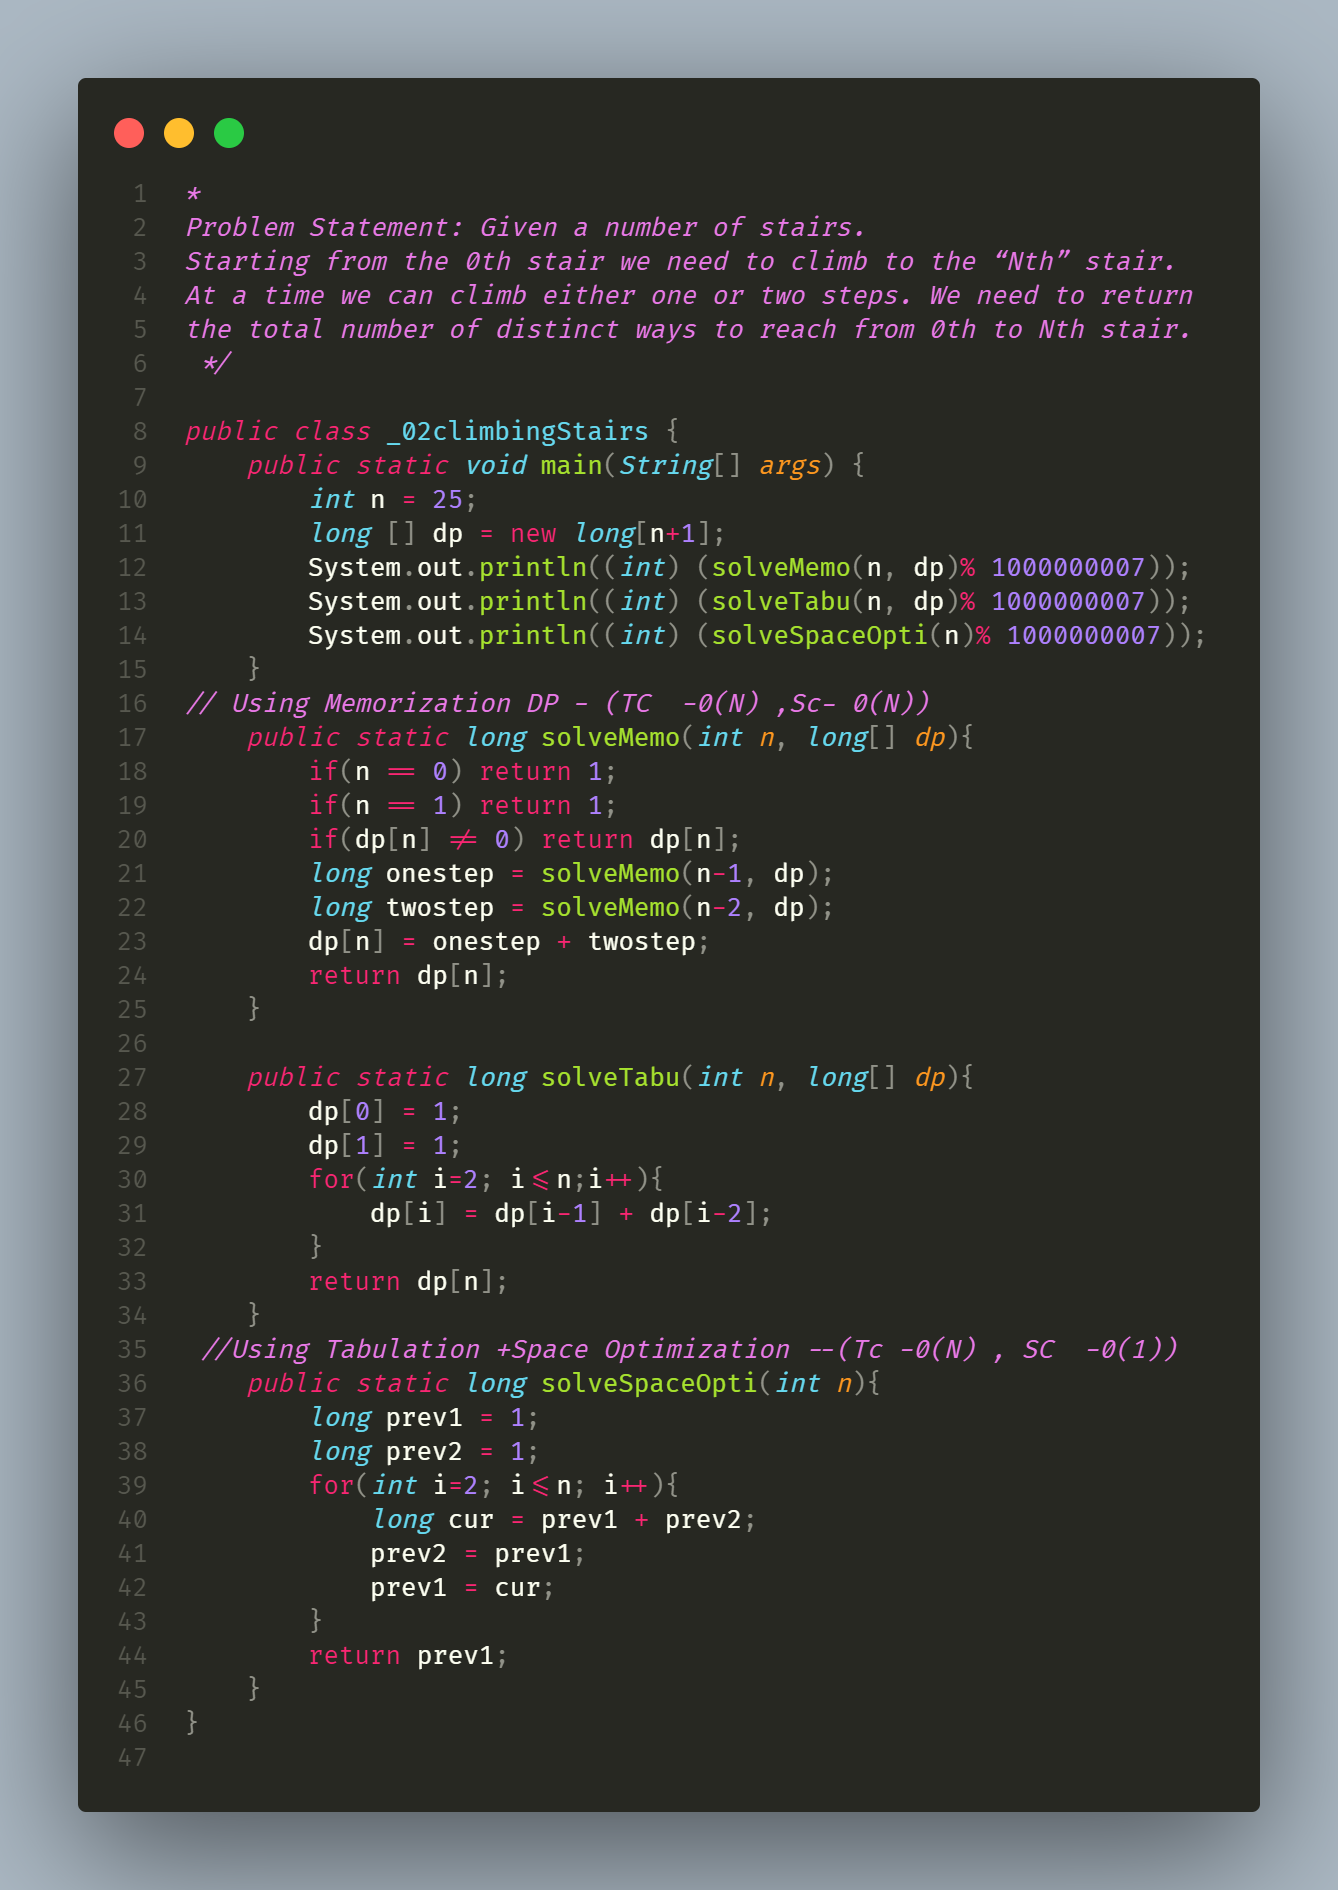 1 *
2 Problem Statement: Given a number of stairs.
3 Starting from the 0th stair we need to climb to the “Nth” stair.
4 At a time we can climb either one or two steps. We need to return
5 the total number of distinct ways to reach from 0th to Nth stair.
6  */
7
8 public class _02climbingStairs {
9     public static void main(String[] args) {
10         int n = 25;
11         long [] dp = new long[n+1];
12         System.out.println((int) (solveMemo(n, dp)% 1000000007));
13         System.out.println((int) (solveTabu(n, dp)% 1000000007));
14         System.out.println((int) (solveSpaceOpti(n)% 1000000007));
15     }
16 // Using Memorization DP - (TC  -0(N) ,Sc- 0(N))
17     public static long solveMemo(int n, long[] dp){
18         if(n == 0) return 1;
19         if(n == 1) return 1;
20         if(dp[n] != 0) return dp[n];
21         long onestep = solveMemo(n-1, dp);
22         long twostep = solveMemo(n-2, dp);
23         dp[n] = onestep + twostep;
24         return dp[n];
25     }
26
27     public static long solveTabu(int n, long[] dp){
28         dp[0] = 1;
29         dp[1] = 1;
30         for(int i=2; i<=n;i++){
31             dp[i] = dp[i-1] + dp[i-2];
32         }
33         return dp[n];
34     }
35  //Using Tabulation +Space Optimization --(Tc -0(N) , SC  -0(1))
36     public static long solveSpaceOpti(int n){
37         long prev1 = 1;
38         long prev2 = 1;
39         for(int i=2; i<=n; i++){
40             long cur = prev1 + prev2;
41             prev2 = prev1;
42             prev1 = cur;
43         }
44         return prev1;
45     }
46 }
47